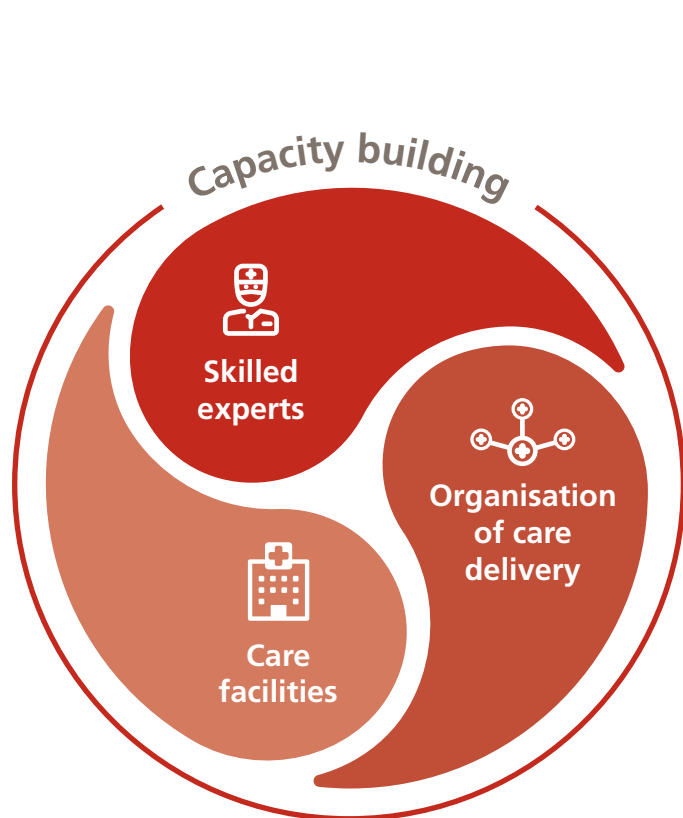 Capacity building
Skilled
experts
Organisation
of care
delivery
Care
facilities